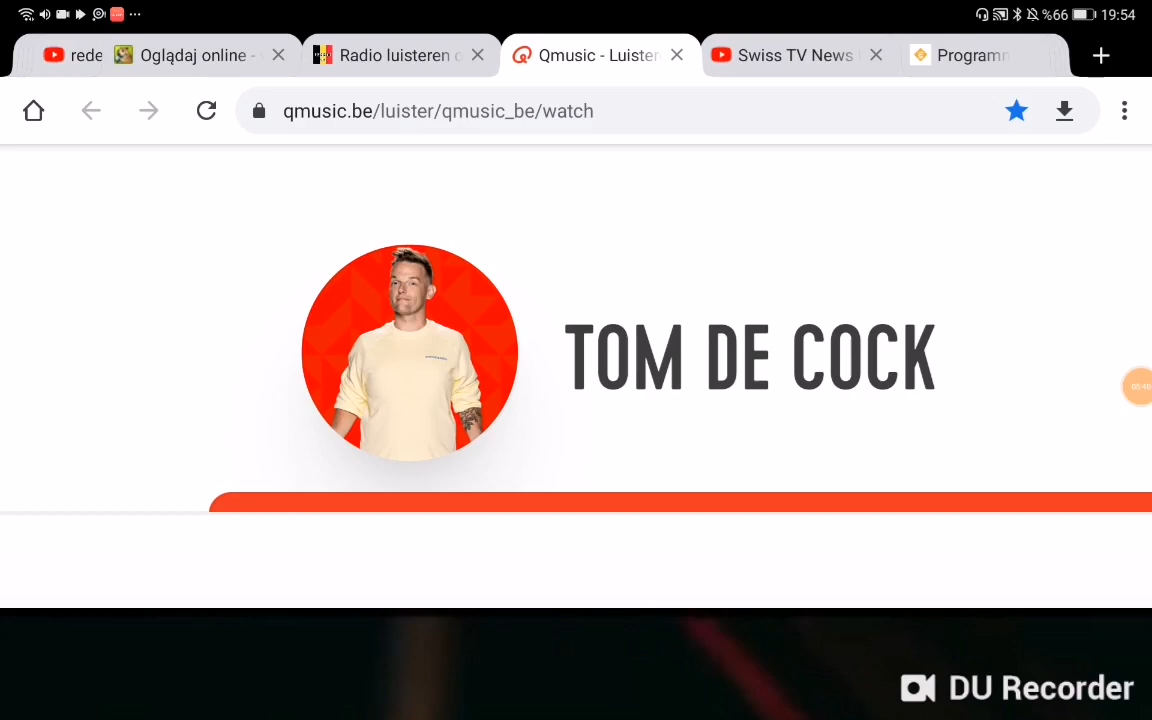 %66 19:54
rede
Oglądaj online -
Radio luisteren o
Qmusic - Luister
Swiss TV News
Programm
qmusic.be/luister/qmusic_be/watch
TOM DE COCK
DU Recorder